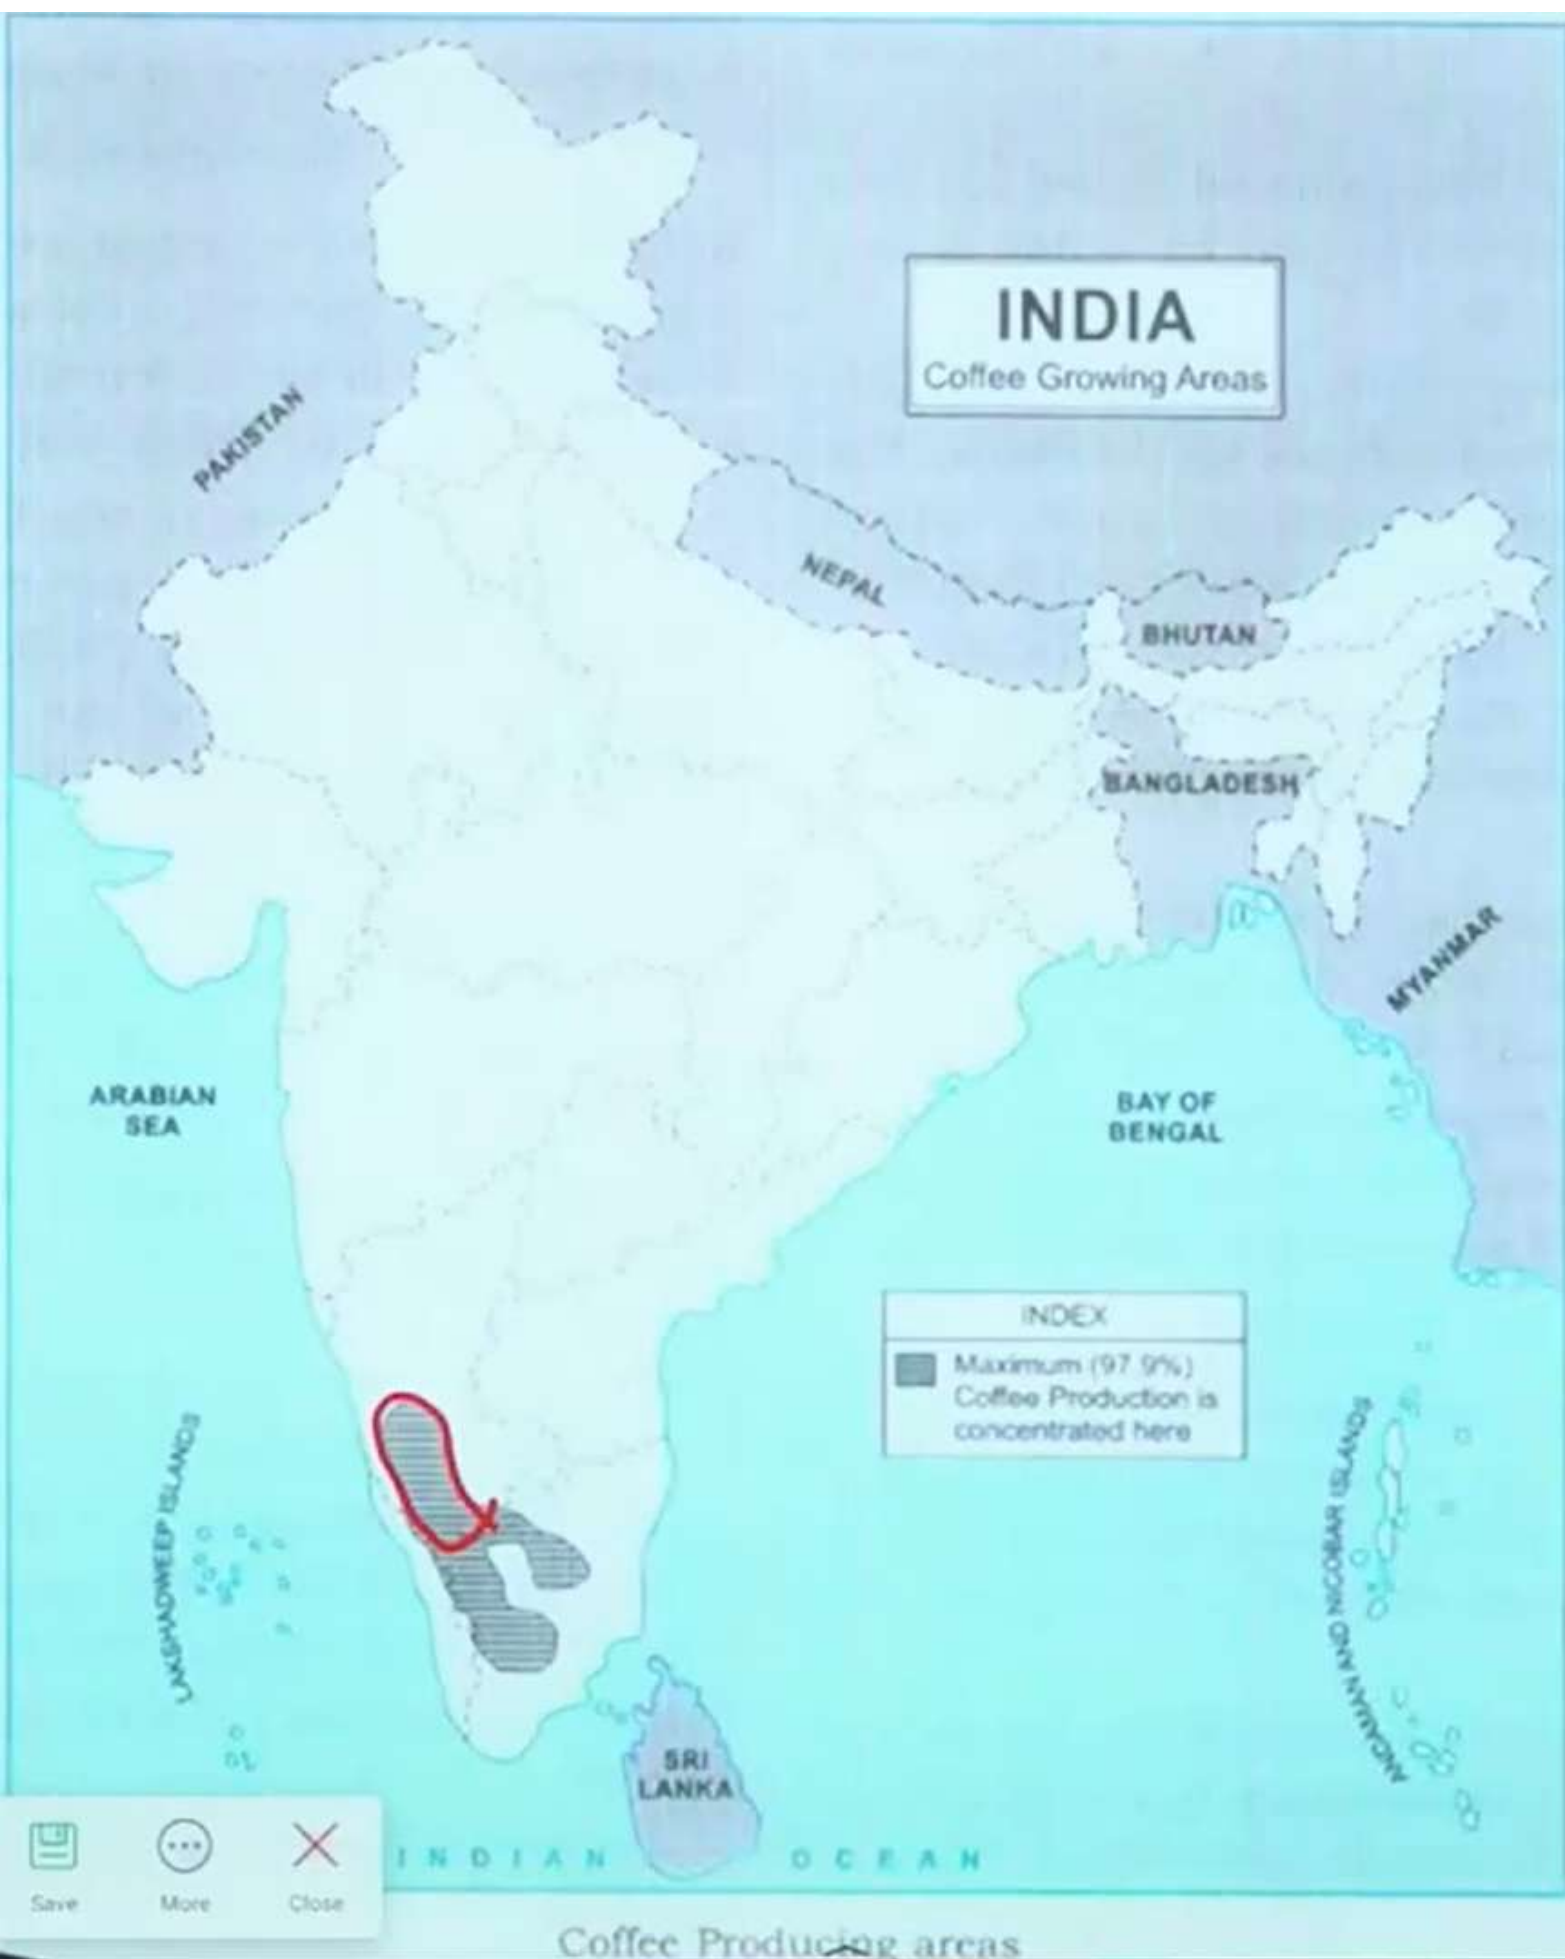 INDIA
Coffee Growing Areas
PAKISTAN
NEPAL
BHUTAN
BANGLADESH
MYANMAR
ARABIAN
SEA
BAY OF
BENGAL
INDEX
Maximum (97.9%)
Coffee Production is
concentrated here
LAKSHADWEEP ISLANDS
ANDAMAN AND NICOBAR ISLANDS
SRI
LANKA
INDIAN OCEAN
Save
More
Close
Coffee Producing areas